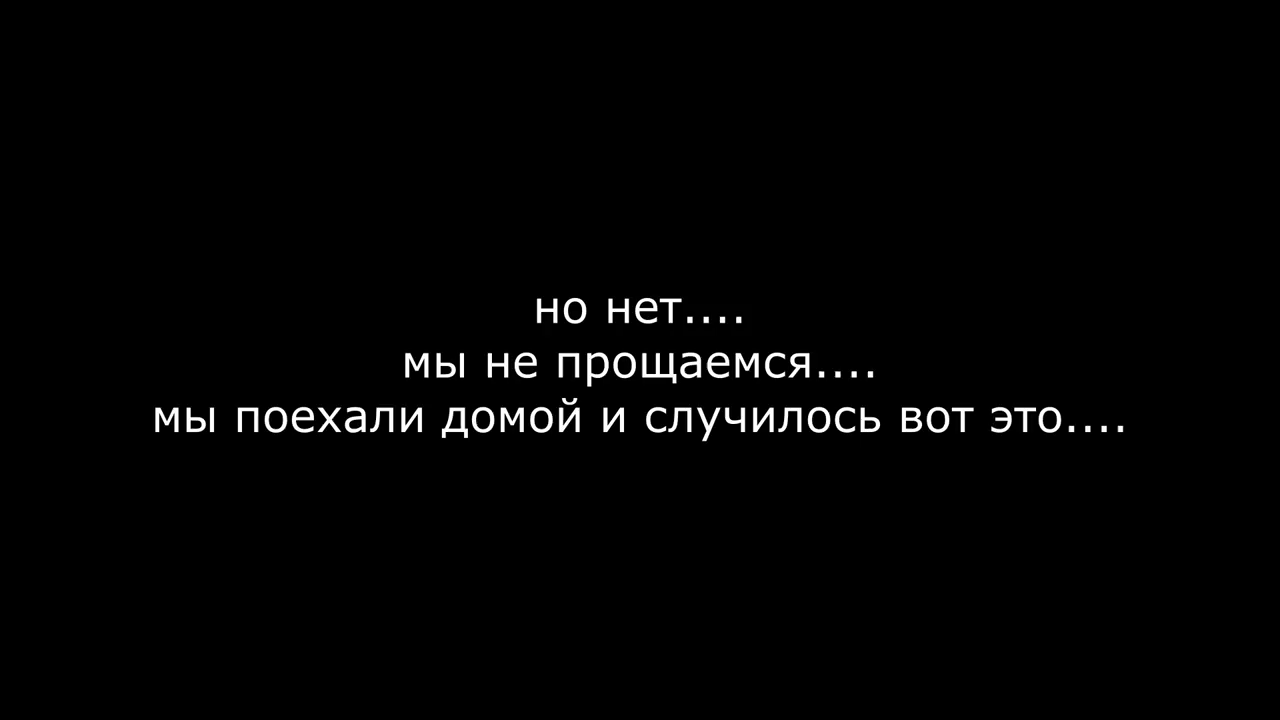 но нет....
мы не прощаемся....
мы поехали домой и случилось вот это....